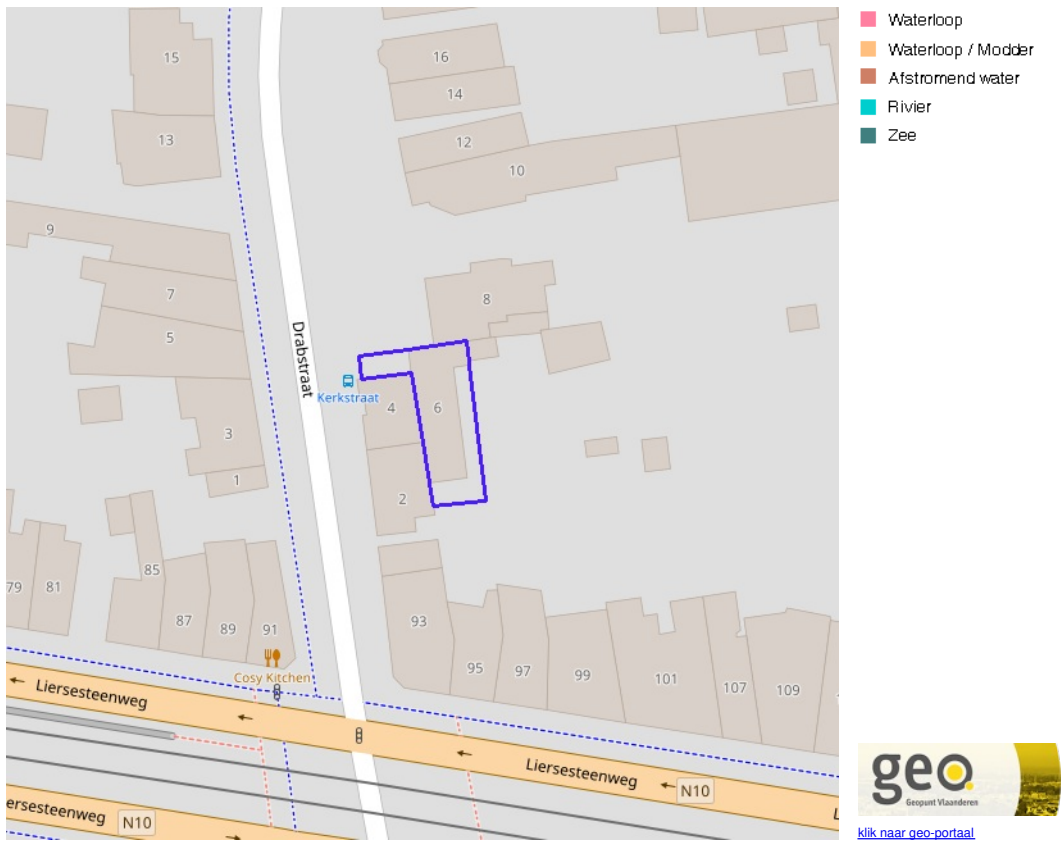 15
16
14
13
12
10
9
8
7
5
Drabstraat
Kerkstraat
4
6
3
1
2
85
79
81
87
89
91
93
95
97
99
101
107
109
Cosy Kitchen
Liersesteenweg
Liersesteenweg
N10
ersesteenweg
N10
L
Waterloop
Waterloop / Modder
Afstromend water
Rivier
Zee
geo
Geopunt Vlaanderen
klik naar geo-portaal